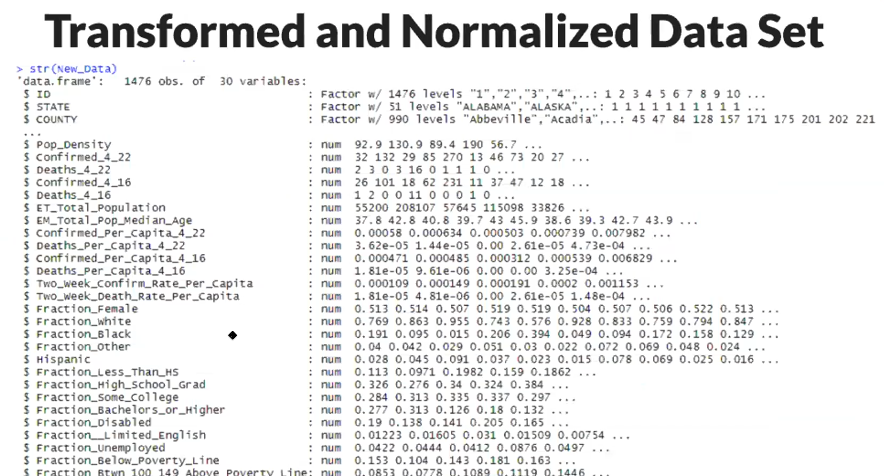 Transformed and Normalized Data Set
> str(New_Data)
'data.frame': 1476 obs. of 30 variables:
$ ID : Factor w/ 1476 levels "1","2","3","4",..: 1 2 3 4 5 6 7 8 9 10 ...
$ STATE : Factor w/ 51 levels "ALABAMA","ALASKA",..: 1 1 1 1 1 1 1 1 1 1 ...
$ COUNTY : Factor w/ 990 levels "Abbeville","Acadia",..: 45 47 84 128 157 171 175 201 202 221
...
$ Pop_Density : num 92.9 130.9 89.4 190 56.7 ...
$ Confirmed_4_22 : num 32 132 29 85 270 13 46 73 20 27 ...
$ Deaths_4_22 : num 2 3 0 3 16 0 1 1 1 0 ...
$ Confirmed_4_16 : num 26 101 18 62 231 11 37 47 12 18 ...
$ Deaths_4_16 : num 1 2 0 0 11 0 0 0 1 0 ...
$ ET_Total_Population : num 55200 208107 57645 115098 33826 ...
$ EM_Total_Pop_Median_Age : num 37.8 42.8 40.8 39.7 43 45.9 38.6 39.3 42.7 43.9 ...
$ Confirmed_Per_Capita_4_22 : num 0.00058 0.000634 0.000503 0.000739 0.007982 ...
$ Deaths_Per_Capita_4_22 : num 3.62e-05 1.44e-05 0.00 2.61e-05 4.73e-04 ...
$ Confirmed_Per_Capita_4_16 : num 0.000471 0.000485 0.000312 0.000539 0.006829 ...
$ Deaths_Per_Capita_4_16 : num 1.81e-05 9.61e-06 0.00 0.00 3.25e-04 ...
$ Two_Week_Confirm_Rate_Per_Capita : num 0.000109 0.000149 0.000191 0.0002 0.001153 ...
$ Two_Week_Death_Rate_Per_Capita : num 1.81e-05 4.81e-06 0.00 2.61e-05 1.48e-04 ...
$ Fraction_Female : num 0.513 0.514 0.507 0.519 0.519 0.504 0.507 0.506 0.522 0.513 ...
$ Fraction_White : num 0.769 0.863 0.955 0.743 0.576 0.928 0.833 0.759 0.794 0.847 ...
$ Fraction_Black : num 0.191 0.095 0.015 0.206 0.394 0.049 0.094 0.172 0.158 0.129 ...
$ Fraction_Other : num 0.04 0.042 0.029 0.051 0.03 0.022 0.072 0.069 0.048 0.024 ...
$ Hispanic : num 0.028 0.045 0.091 0.037 0.023 0.015 0.078 0.069 0.025 0.016 ...
$ Fraction_Less_Than_HS : num 0.113 0.0971 0.1982 0.159 0.1862 ...
$ Fraction_High_School_Grad : num 0.326 0.276 0.34 0.324 0.384 ...
$ Fraction_Some_College : num 0.284 0.313 0.335 0.337 0.297 ...
$ Fraction_Bachelors_or_Higher : num 0.277 0.313 0.126 0.18 0.132 ...
$ Fraction_Disabled : num 0.19 0.138 0.141 0.205 0.165 ...
$ Fraction__Limited_English : num 0.01223 0.01605 0.031 0.01509 0.00754 ...
$ Fraction_Unemployed : num 0.0422 0.0444 0.0412 0.0876 0.0497 ...
$ Fraction_Below_Poverty_Line : num 0.153 0.104 0.143 0.181 0.163 ...
$ Fraction_Btwn_100_149_Above_Poverty_Line: num 0.0853 0.0778 0.1089 0.1119 0.1446 ...